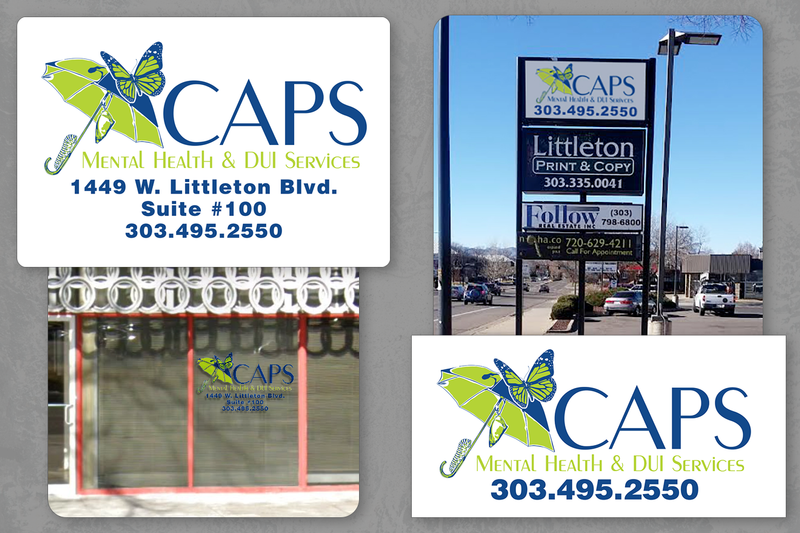 CAPS
Mental Health & DUI Services
1449 W. Littleton Blvd.
Suite #100
303.495.2550
CAPS
Mental Health & DUI Services
303.495.2550
Littleton
PRINT & COPY
303.335.0041
Follow
REAL ESTATE INC
(303)
798-6800
720-629-4211
Call For Appointment
CAPS
Mental Health & DUI Services
1449 W. Littleton Blvd.
Suite #100
303.495.2550
CAPS
Mental Health & DUI Services
303.495.2550